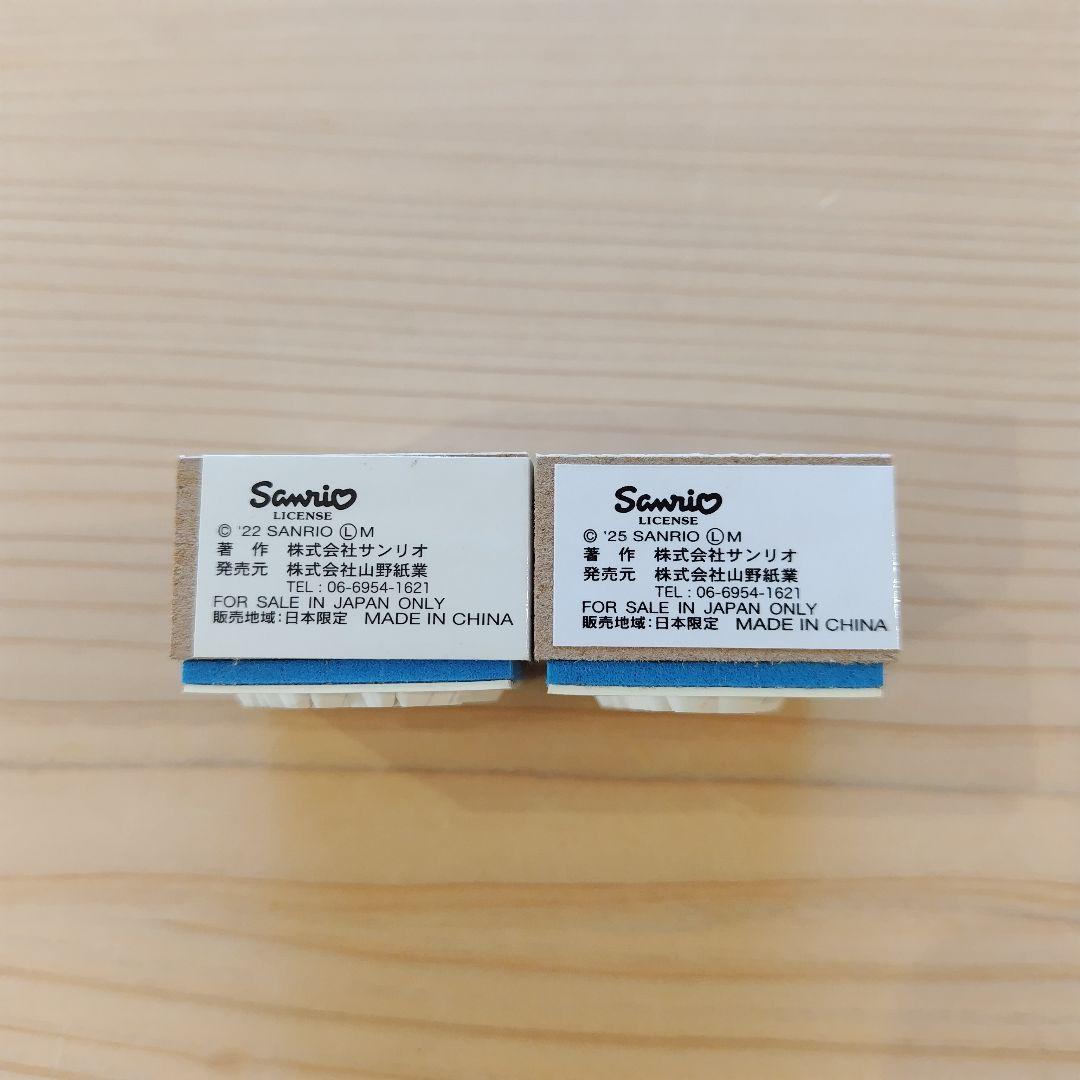 Sanrio
LICENSE
© '22 SANRIO Ⓛ M
著 作 株式会社サンリオ
発売元 株式会社山野紙業
TEL : 06-6954-1621
FOR SALE IN JAPAN ONLY
販売地域:日本限定 MADE IN CHINA
Sanrio
LICENSE
© '25 SANRIO Ⓛ M
著 作 株式会社サンリオ
発売元 株式会社山野紙業
TEL : 06-6954-1621
FOR SALE IN JAPAN ONLY
販売地域:日本限定 MADE IN CHINA